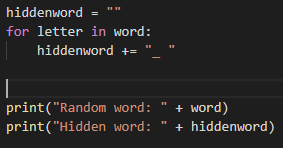 hiddenword = ""
for letter in word:
    hiddenword += "_ "
print("Random word: " + word)
print("Hidden word: " + hiddenword)